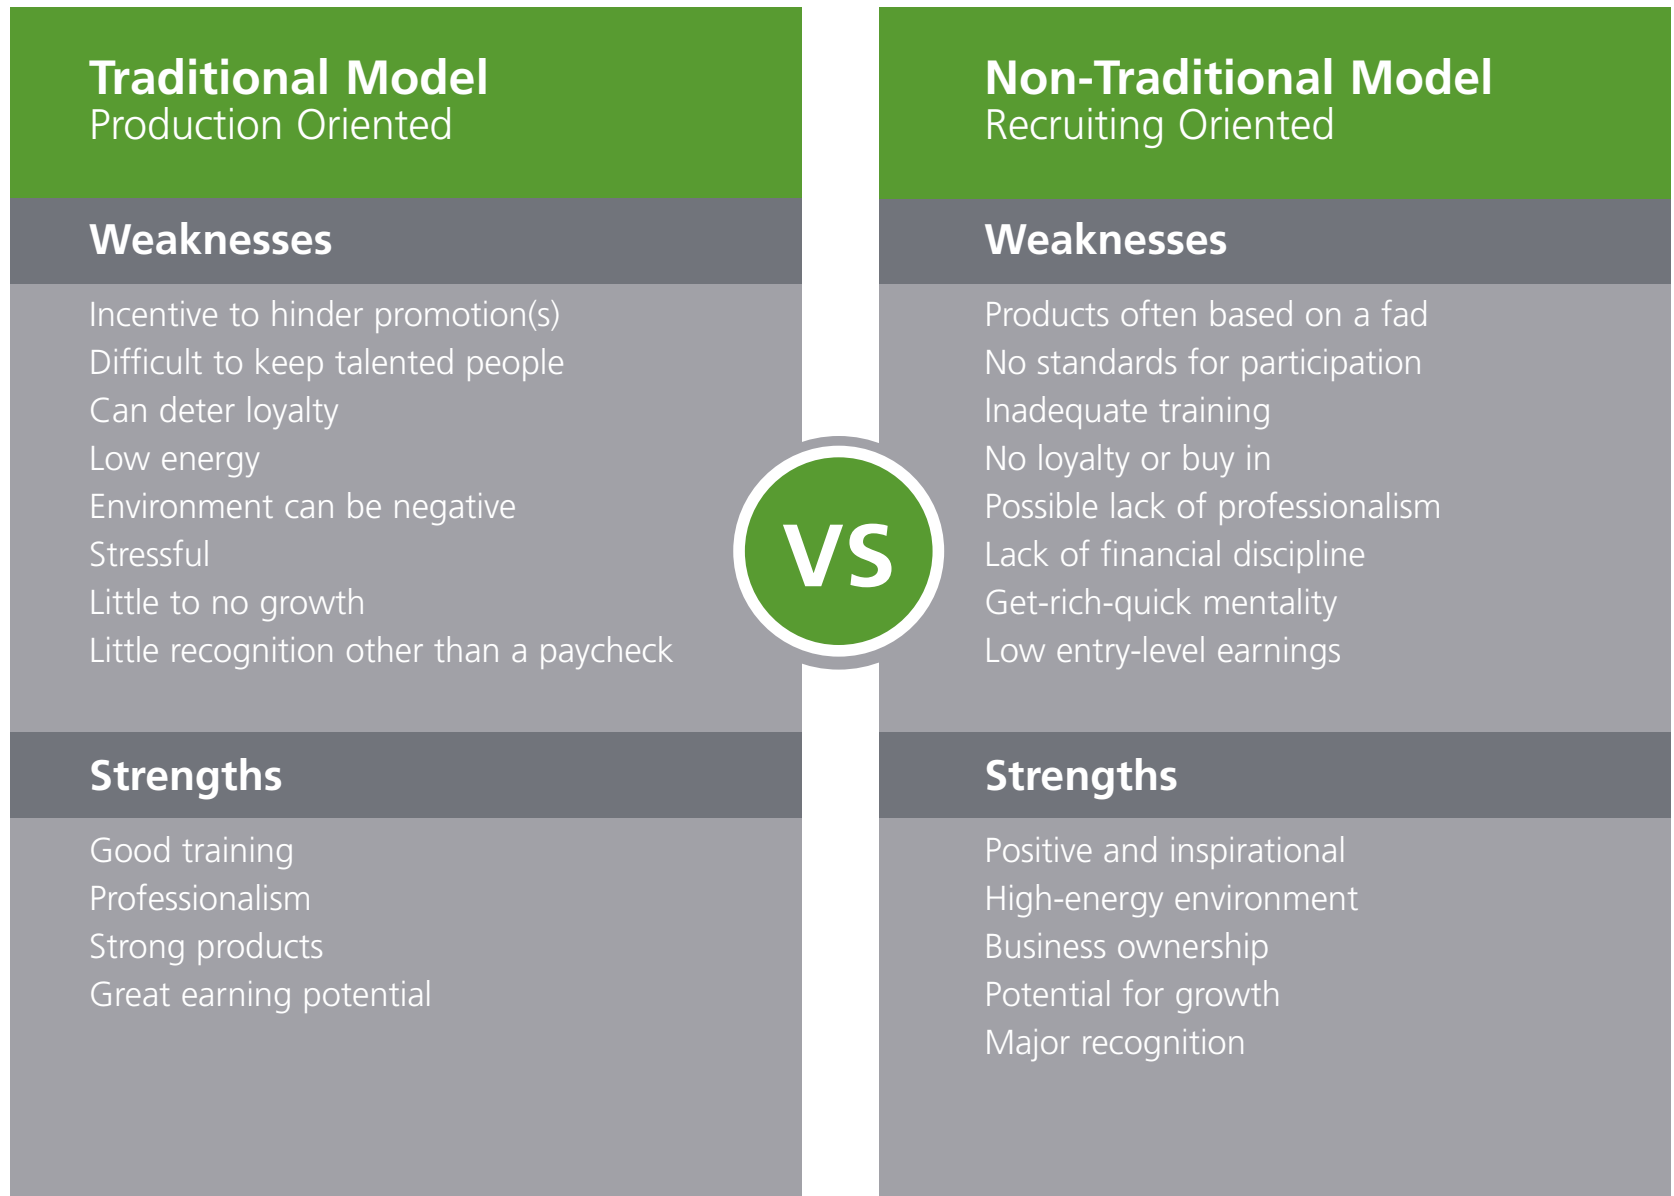 Traditional Model
Production Oriented
Weaknesses
Incentive to hinder promotion(s)
Difficult to keep talented people
Can deter loyalty
Low energy
Environment can be negative
Stressful
Little to no growth
Little recognition other than a paycheck
Strengths
Good training
Professionalism
Strong products
Great earning potential
VS
Non-Traditional Model
Recruiting Oriented
Weaknesses
Products often based on a fad
No standards for participation
Inadequate training
No loyalty or buy in
Possible lack of professionalism
Lack of financial discipline
Get-rich-quick mentality
Low entry-level earnings
Strengths
Positive and inspirational
High-energy environment
Business ownership
Potential for growth
Major recognition